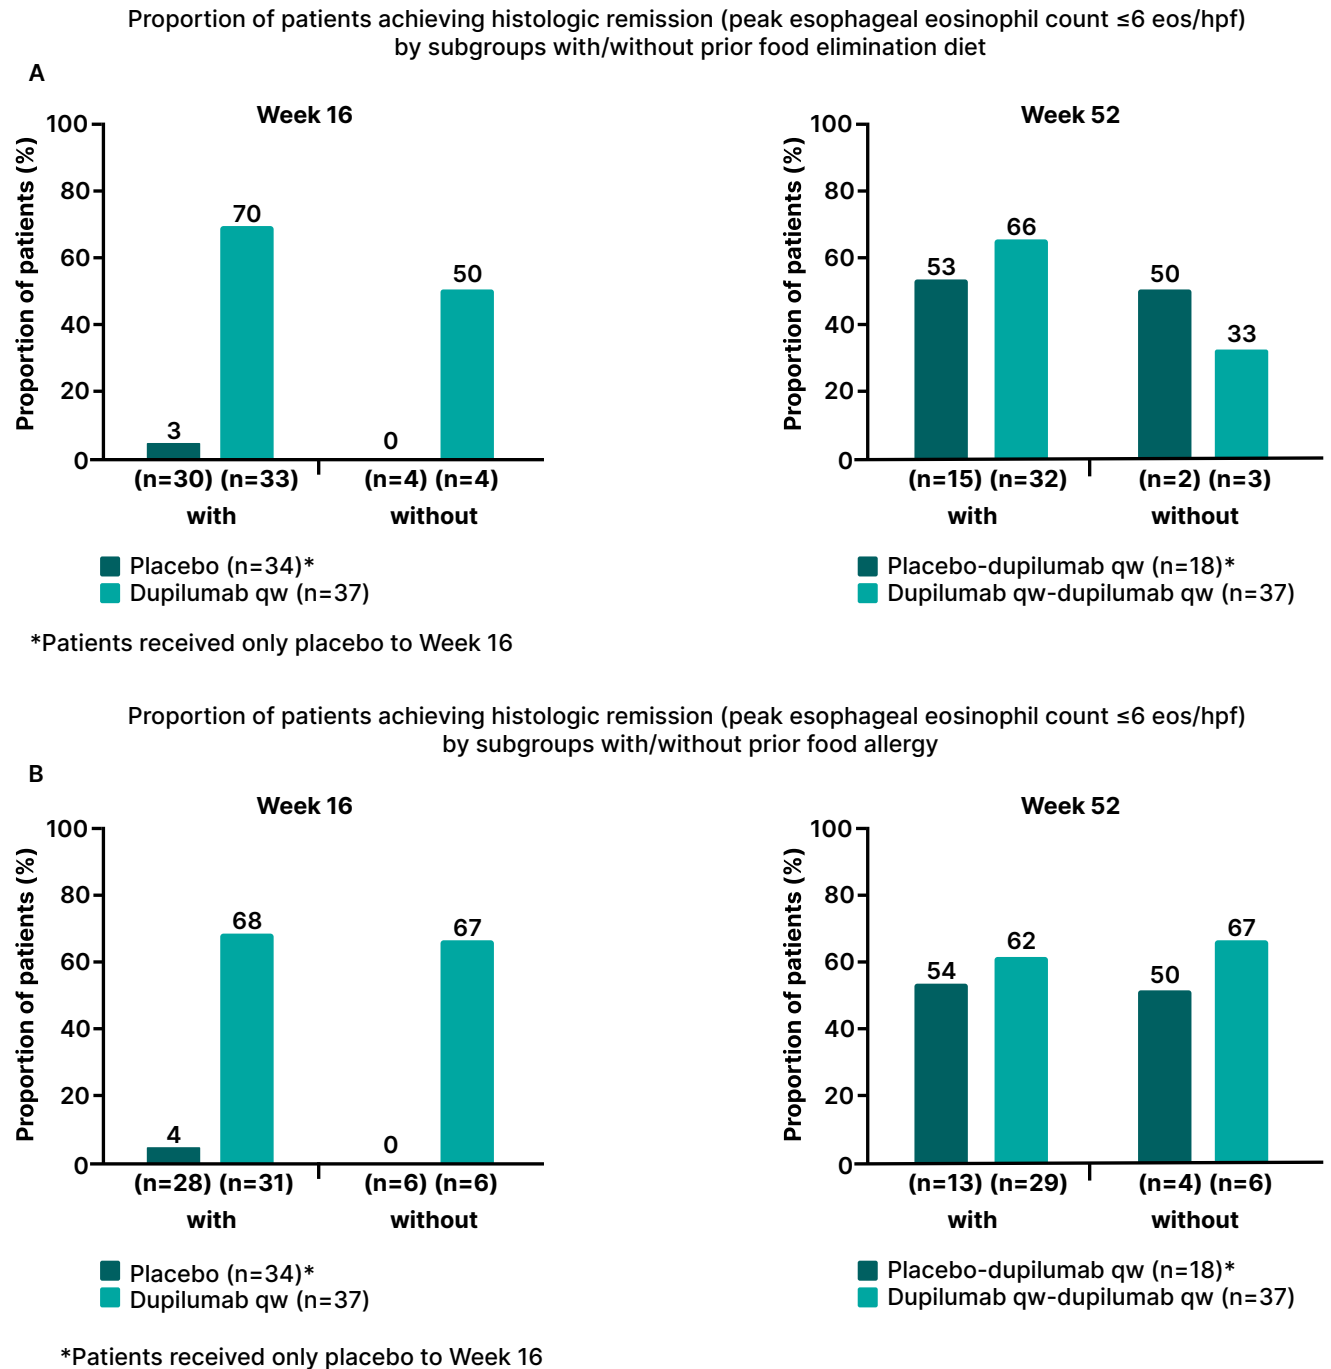 Proportion of patients achieving histologic remission (peak esophageal eosinophil count ≤6 eos/hpf)
by subgroups with/without prior food elimination diet
A
Week 16
Proportion of patients (%)
100
80
60
40
20
0
3
70
0
50
(n=30) (n=33) (n=4) (n=4)
with without
Placebo (n=34)*
Dupilumab qw (n=37)
Week 52
Proportion of patients (%)
100
80
60
40
20
0
53
66
50
33
(n=15) (n=32) (n=2) (n=3)
with without
Placebo-dupilumab qw (n=18)*
Dupilumab qw-dupilumab qw (n=37)
*Patients received only placebo to Week 16
Proportion of patients achieving histologic remission (peak esophageal eosinophil count ≤6 eos/hpf)
by subgroups with/without prior food allergy
B
Week 16
Proportion of patients (%)
100
80
60
40
20
0
4
68
0
67
(n=28) (n=31) (n=6) (n=6)
with without
Placebo (n=34)*
Dupilumab qw (n=37)
Week 52
Proportion of patients (%)
100
80
60
40
20
0
54
62
50
67
(n=13) (n=29) (n=4) (n=6)
with without
Placebo-dupilumab qw (n=18)*
Dupilumab qw-dupilumab qw (n=37)
*Patients received only placebo to Week 16